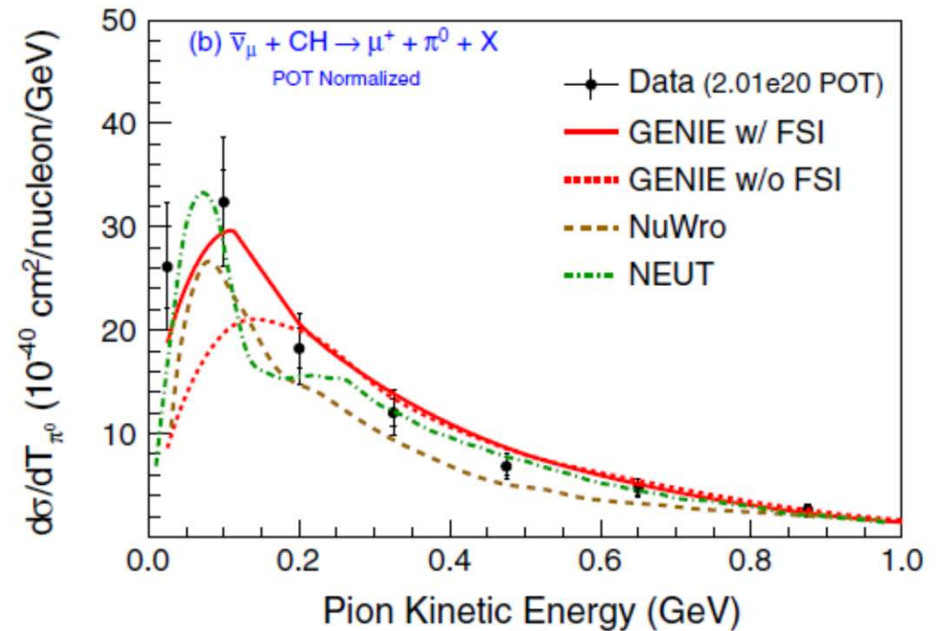 50
40
30
20
10
dσ/dT_π⁰ (10⁻⁴⁰ cm²/nucleon/GeV)
(b) ν̄_μ + CH → μ⁺ + π⁰ + X
POT Normalized
Data (2.01e20 POT)
GENIE w/ FSI
GENIE w/o FSI
NuWro
NEUT
0.0 0.2 0.4 0.6 0.8 1.0
Pion Kinetic Energy (GeV)